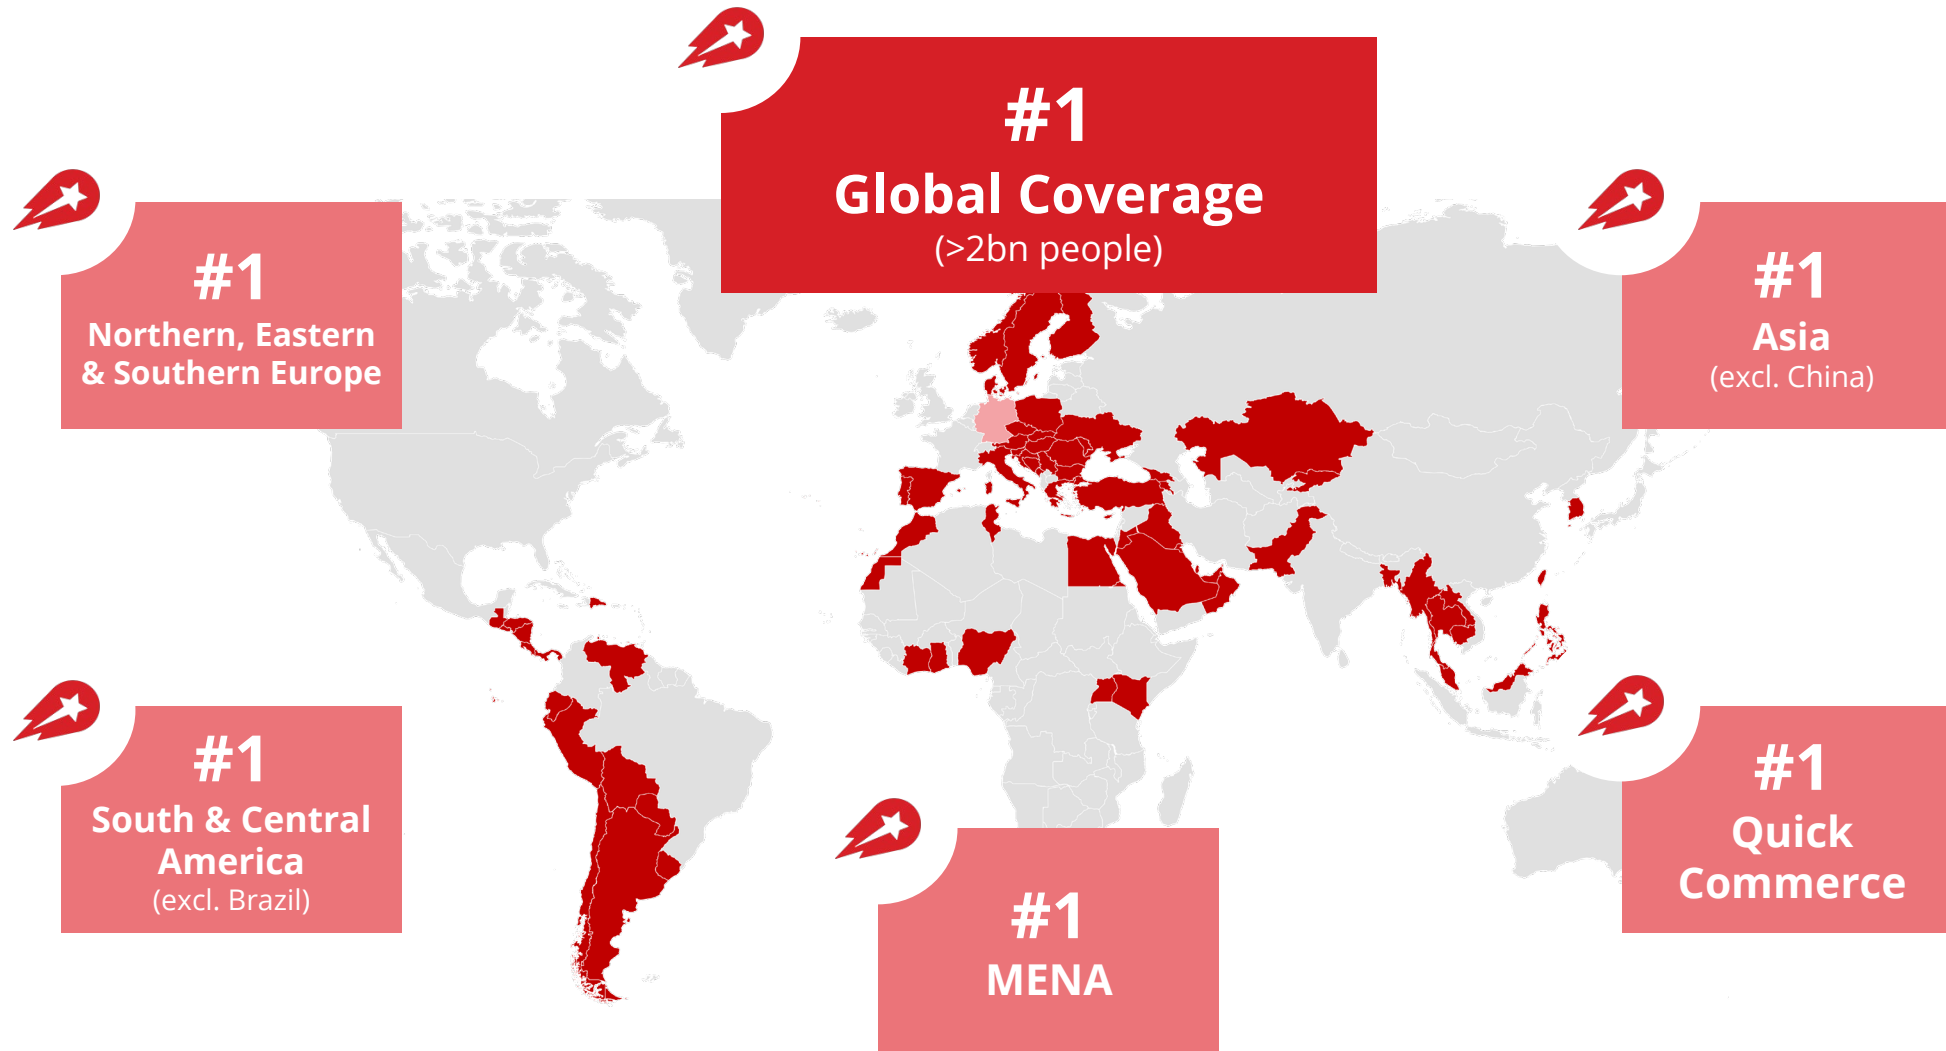 #1
Global Coverage
(>2bn people)
#1
Northern, Eastern
& Southern Europe
#1
Asia
(excl. China)
#1
South & Central
America
(excl. Brazil)
#1
MENA
#1
Quick
Commerce